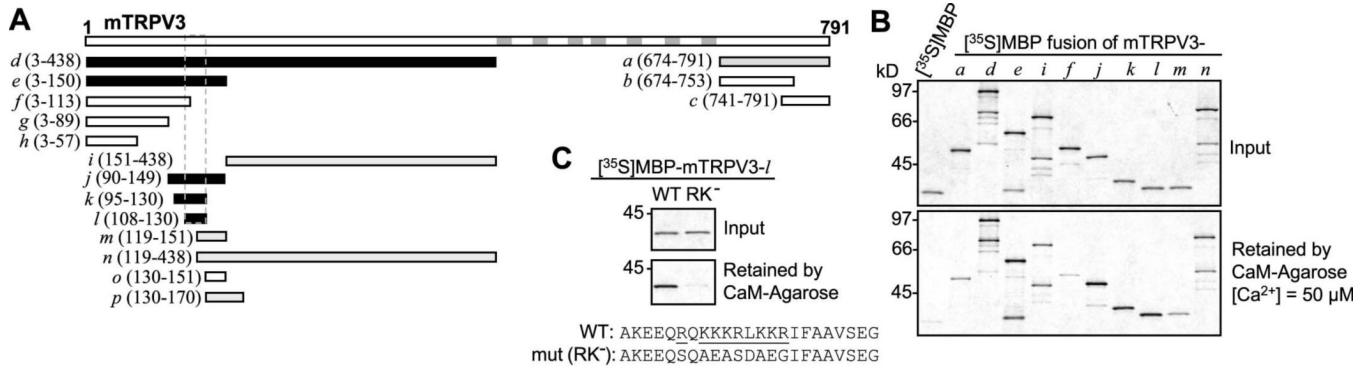 A
mTRPV3
1
791
d (3-438)
e (3-150)
f (3-113)
g (3-89)
h (3-57)
i (151-438)
j (90-149)
k (95-130)
l (108-130)
m (119-151)
n (119-438)
o (130-151)
p (130-170)
a (674-791)
b (674-753)
c (741-791)
C
[³⁵S]MBP-mTRPV3-l
WT RK⁻
45
Input
45
Retained by
CaM-Agarose
WT: AKEEQRQKKKRLKKRIFAAVSEG
mut (RK⁻): AKEEQSQAEASDAEGIFAAVSEG
B
[³⁵S]MBP
[³⁵S]MBP fusion of mTRPV3-
kD
a d e i f j k l m n
97
66
45
Input
97
66
45
Retained by
CaM-Agarose
[Ca²⁺] = 50 µM